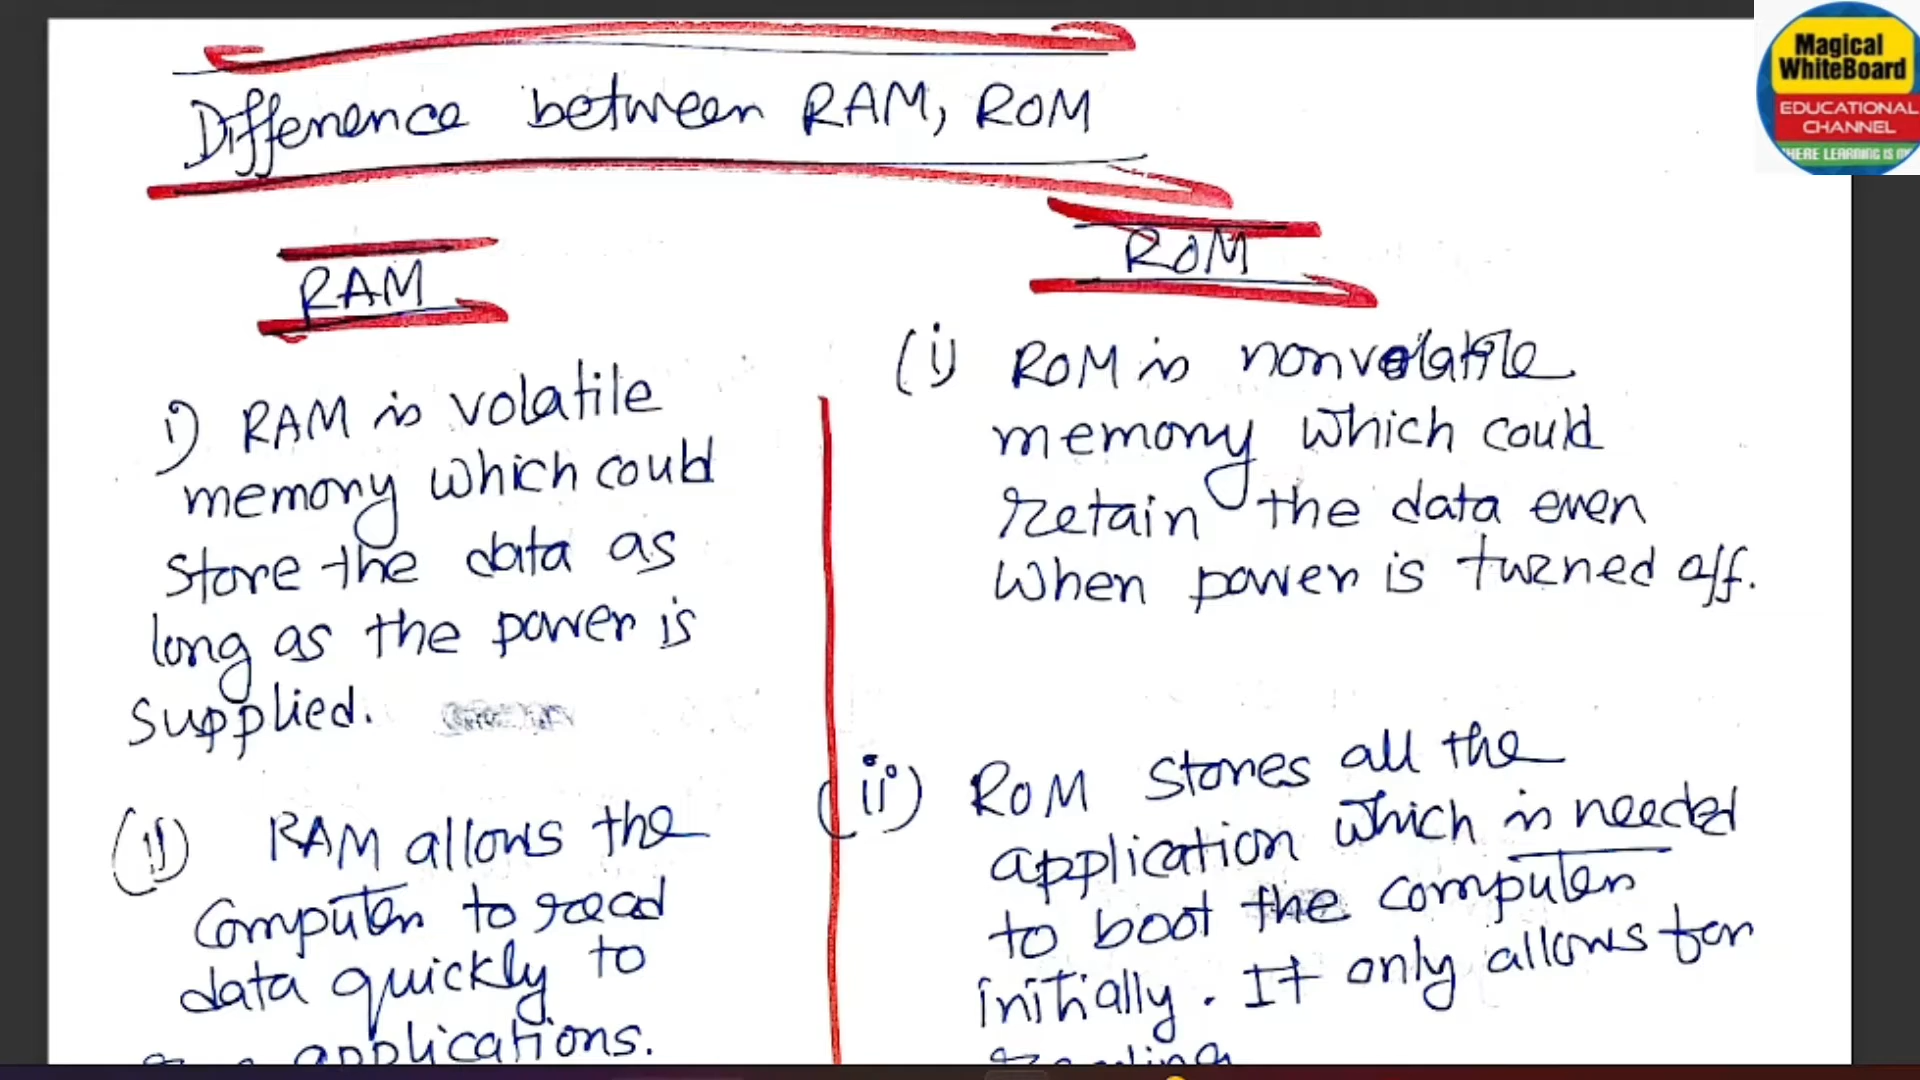 Magical
WhiteBoard
EDUCATIONAL
CHANNEL
Difference between RAM, ROM
RAM
i) RAM is volatile
memory which could
store the data as
long as the power is
supplied.
(ii) RAM allows the
Computer to read
data quickly to
applications.
ROM
(i) ROM is nonvolatile
memory which could
retain the data even
when power is turned off.
(ii) ROM stores all the
application which is needed
to boot the computer
initially. It only allows for
reading